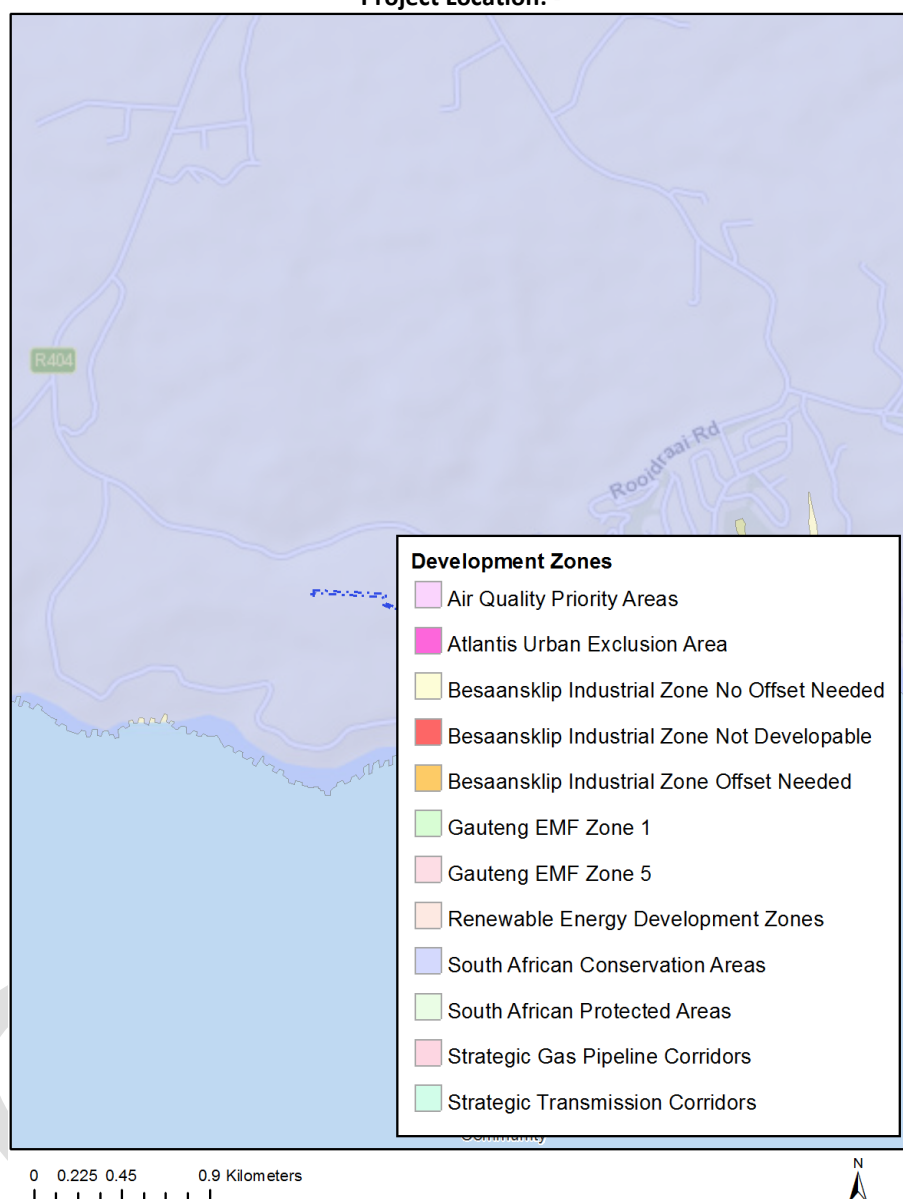 Project Location:
R404
Rooidraai Rd
Development Zones
Air Quality Priority Areas
Atlantis Urban Exclusion Area
Besaansklip Industrial Zone No Offset Needed
Besaansklip Industrial Zone Not Developable
Besaansklip Industrial Zone Offset Needed
Gauteng EMF Zone 1
Gauteng EMF Zone 5
Renewable Energy Development Zones
South African Conservation Areas
South African Protected Areas
Strategic Gas Pipeline Corridors
Strategic Transmission Corridors
Community
0 0.225 0.45 0.9 Kilometers
N